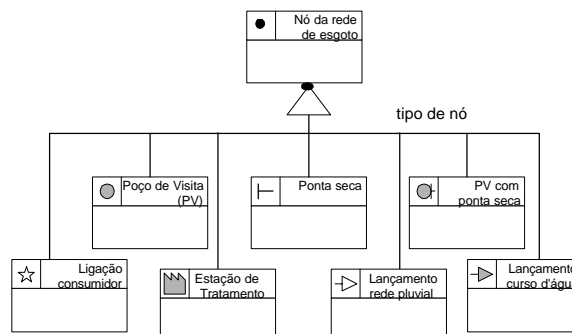 Nó da rede
de esgoto
tipo de nó
Poço de Visita
(PV)
Ponta seca
PV com
ponta seca
Ligação
consumidor
Estação de
Tratamento
Lançamento
rede pluvial
Lançamento
curso d'água